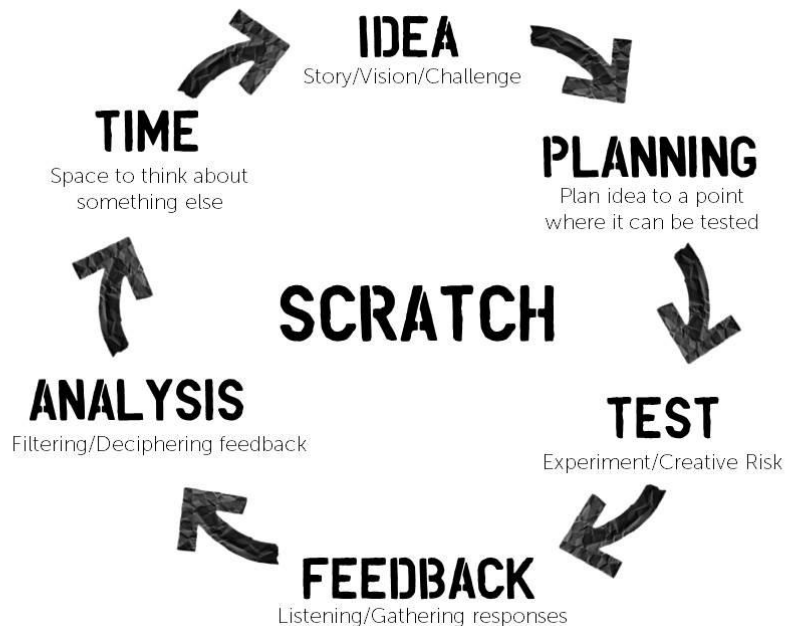 IDEA
Story/Vision/Challenge
PLANNING
Plan idea to a point
where it can be tested
TEST
Experiment/Creative Risk
FEEDBACK
Listening/Gathering responses
ANALYSIS
Filtering/Deciphering feedback
TIME
Space to think about
something else
SCRATCH